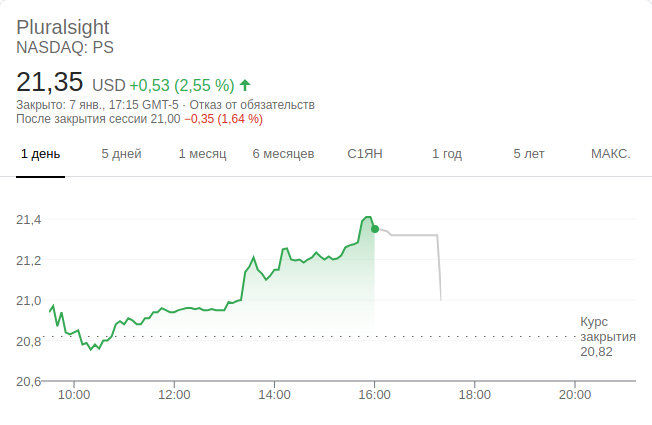 Pluralsight
NASDAQ: PS
21,35 USD +0,53 (2,55 %)
Закрыто: 7 янв., 17:15 GMT-5 · Отказ от обязательств
После закрытия сессии 21,00 −0,35 (1,64 %)
1 день 5 дней 1 месяц 6 месяцев С1ЯН 1 год 5 лет МАКС.
21,4
21,2
21,0
20,8
20,6
Курс
закрытия
20,82
10:00 12:00 14:00 16:00 18:00 20:00